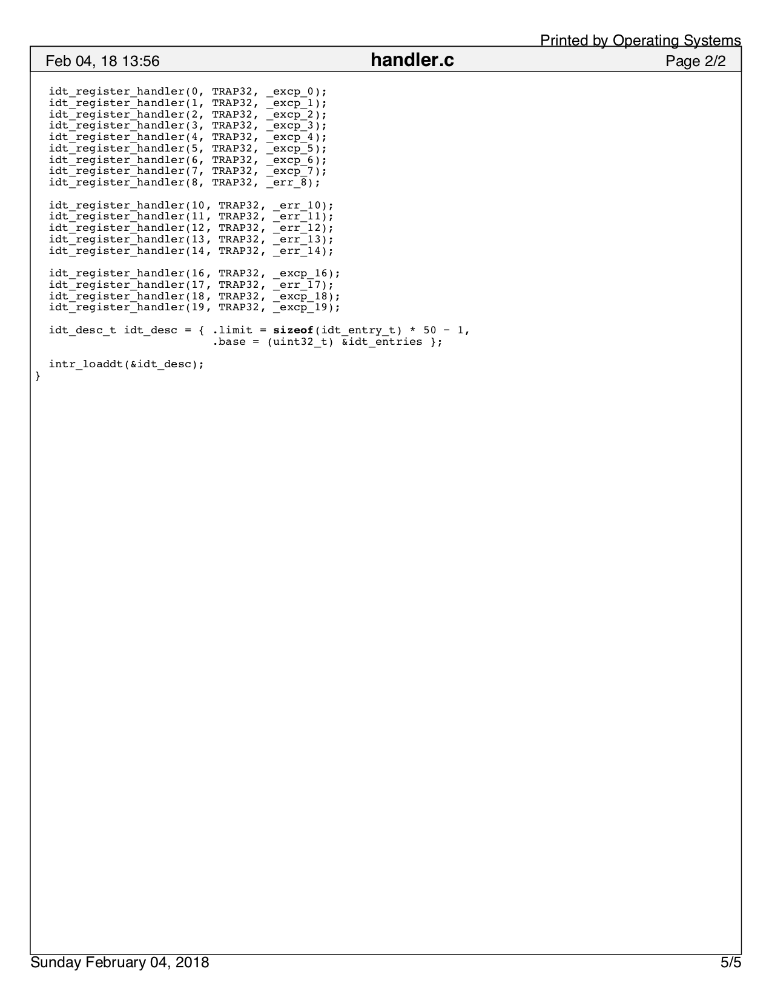 Printed by Operating Systems
Feb 04, 18 13:56 handler.c Page 2/2
idt_register_handler(0, TRAP32, _excp_0);
idt_register_handler(1, TRAP32, _excp_1);
idt_register_handler(2, TRAP32, _excp_2);
idt_register_handler(3, TRAP32, _excp_3);
idt_register_handler(4, TRAP32, _excp_4);
idt_register_handler(5, TRAP32, _excp_5);
idt_register_handler(6, TRAP32, _excp_6);
idt_register_handler(7, TRAP32, _excp_7);
idt_register_handler(8, TRAP32, _err_8);
idt_register_handler(10, TRAP32, _err_10);
idt_register_handler(11, TRAP32, _err_11);
idt_register_handler(12, TRAP32, _err_12);
idt_register_handler(13, TRAP32, _err_13);
idt_register_handler(14, TRAP32, _err_14);
idt_register_handler(16, TRAP32, _excp_16);
idt_register_handler(17, TRAP32, _err_17);
idt_register_handler(18, TRAP32, _excp_18);
idt_register_handler(19, TRAP32, _excp_19);
idt_desc_t idt_desc = { .limit = sizeof(idt_entry_t) * 50 − 1,
.base = (uint32_t) &idt_entries };
intr_loaddt(&idt_desc);
}
Sunday February 04, 2018 5/5